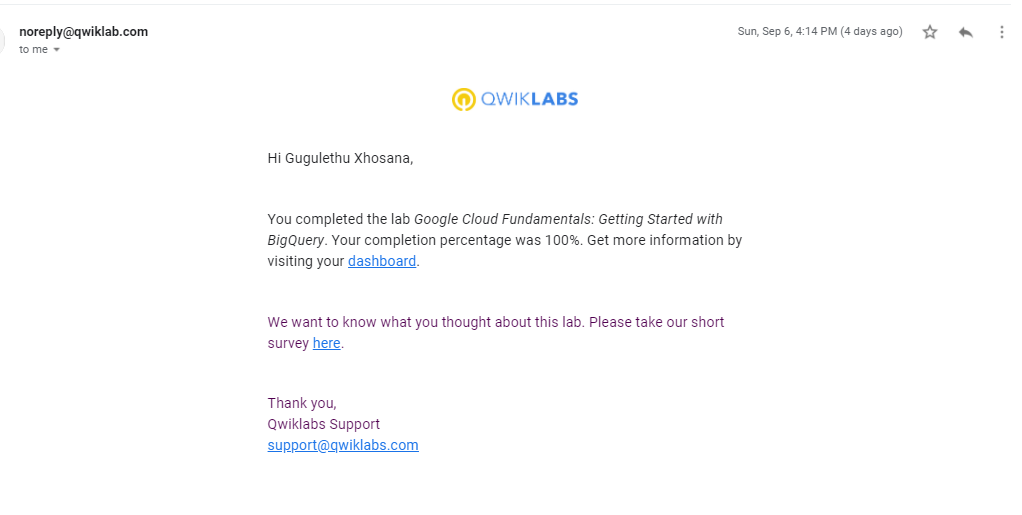 noreply@qwiklab.com
Sun, Sep 6, 4:14 PM (4 days ago)
to me
QWIKLABS
Hi Gugulethu Xhosana,
You completed the lab Google Cloud Fundamentals: Getting Started with
BigQuery. Your completion percentage was 100%. Get more information by
visiting your dashboard.
We want to know what you thought about this lab. Please take our short
survey here.
Thank you,
Qwiklabs Support
support@qwiklabs.com